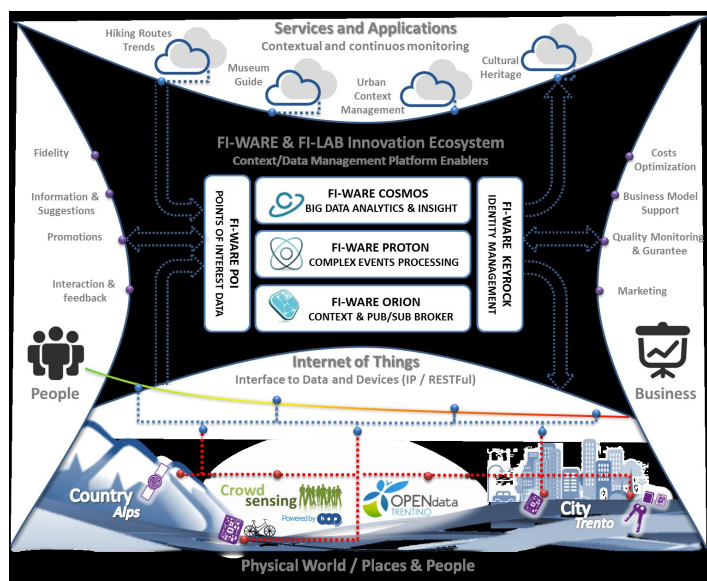 Services and Applications
Contextual and continuos monitoring
Hiking Routes
Trends
Museum
Guide
Urban
Context
Management
Cultural
Heritage
FI-WARE & FI-LAB Innovation Ecosystem
Context/Data Management Platform Enablers
Fidelity
Information &
Suggestions
Promotions
Interaction &
feedback
People
FI-WARE POI
POINTS OF INTEREST DATA
FI-WARE COSMOS
BIG DATA ANALYTICS & INSIGHT
FI-WARE PROTON
COMPLEX EVENTS PROCESSING
FI-WARE ORION
CONTEXT & PUB/SUB BROKER
FI-WARE KEYROCK
IDENTITY MANAGEMENT
Costs
Optimization
Business Model
Support
Quality Monitoring
& Gurantee
Marketing
Business
Internet of Things
Interface to Data and Devices (IP / RESTFul)
Country
Alps
Crowd
sensing
Powered by coop
OPENdata
TRENTINO
City
Trento
Physical World / Places & People